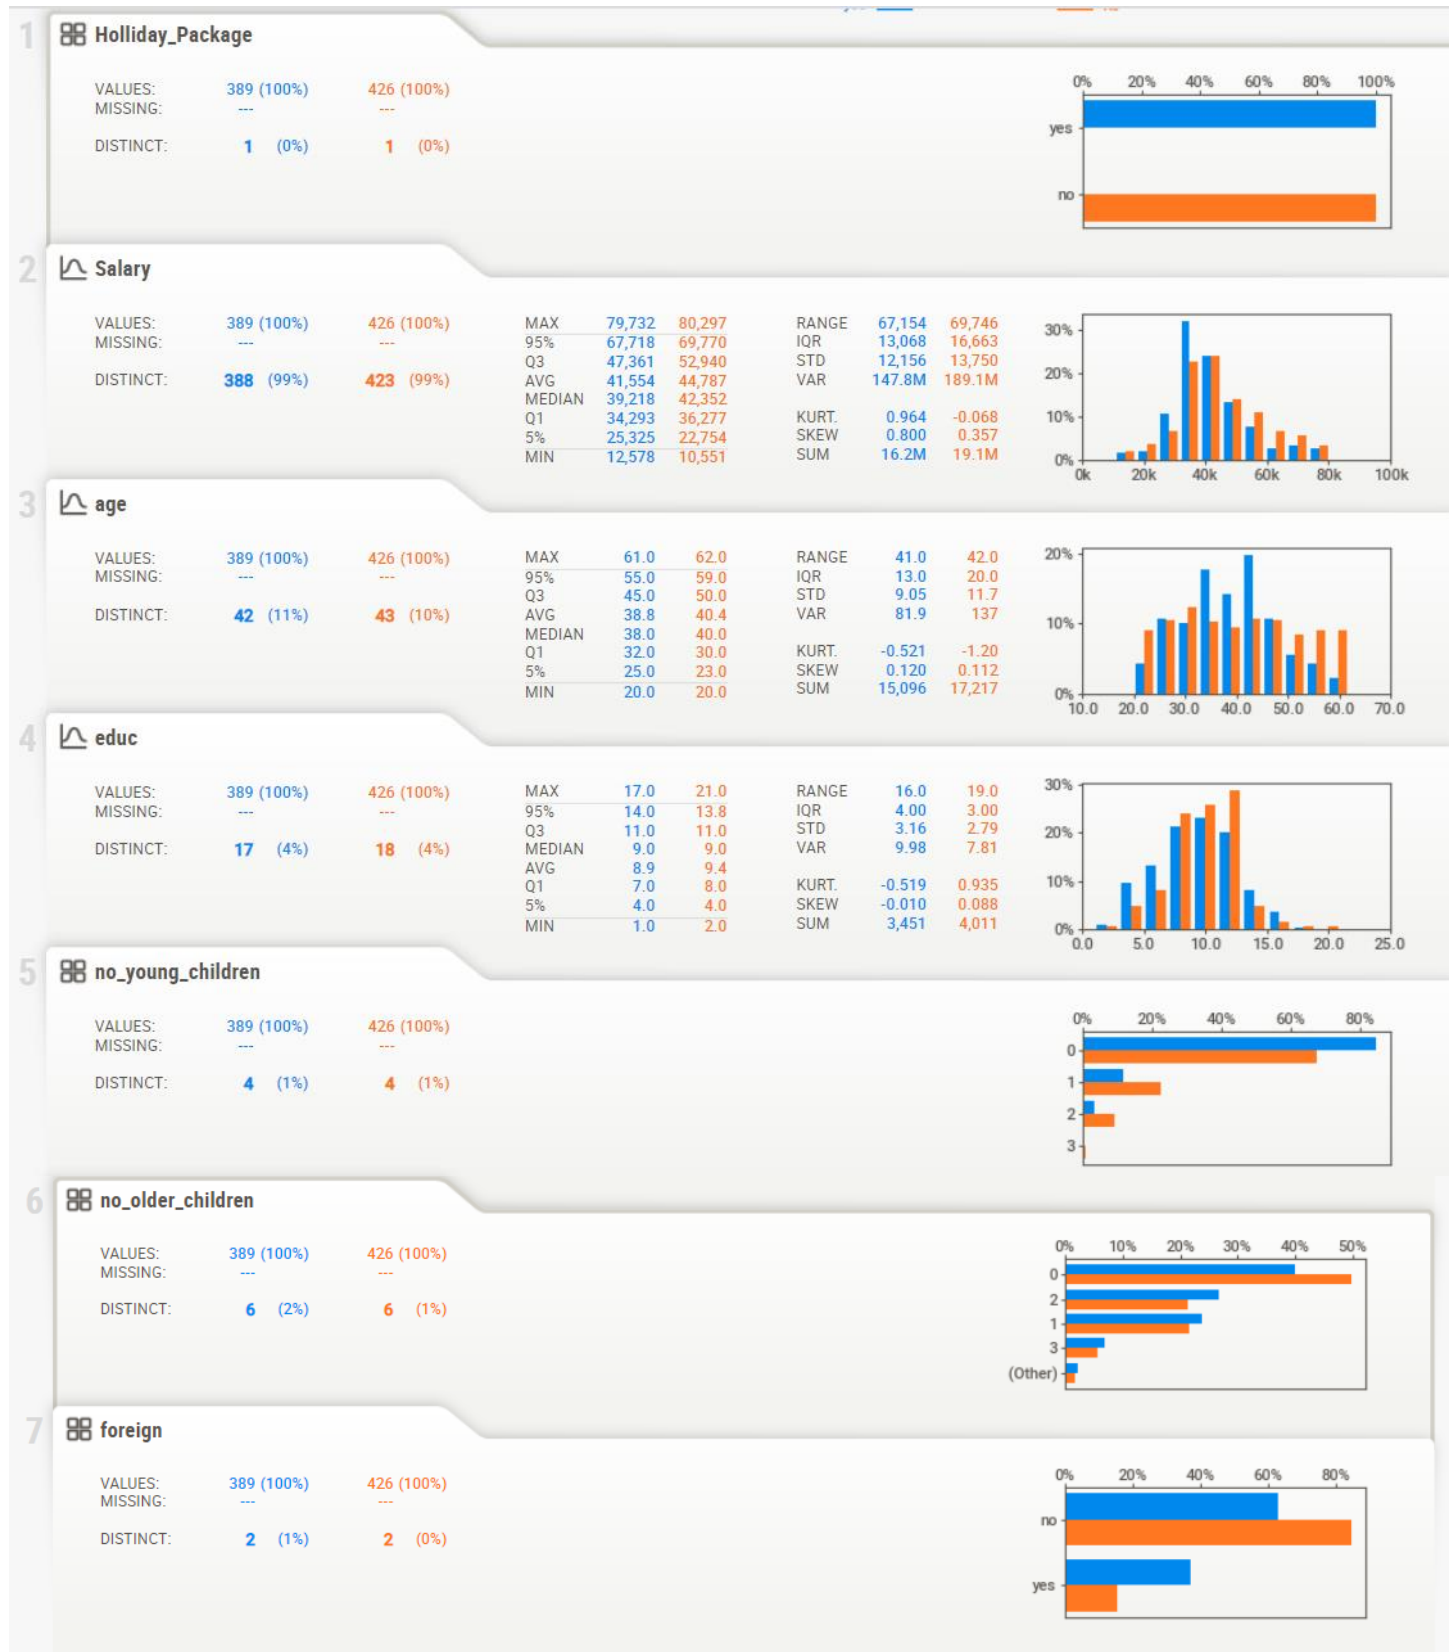 1 Holliday_Package
VALUES: 389 (100%) 426 (100%)
MISSING: --- ---
DISTINCT: 1 (0%) 1 (0%)
0% 20% 40% 60% 80% 100%
yes
no
2 Salary
VALUES: 389 (100%) 426 (100%)
MISSING: --- ---
DISTINCT: 388 (99%) 423 (99%)
MAX 79,732 80,297
95% 67,718 69,770
Q3 47,361 52,940
AVG 41,554 44,787
MEDIAN 39,218 42,352
Q1 34,293 36,277
5% 25,325 22,754
MIN 12,578 10,551
RANGE 67,154 69,746
IQR 13,068 16,663
STD 12,156 13,750
VAR 147.8M 189.1M
KURT. 0.964 -0.068
SKEW 0.800 0.357
SUM 16.2M 19.1M
30%
20%
10%
0%
0k 20k 40k 60k 80k 100k
3 age
VALUES: 389 (100%) 426 (100%)
MISSING: --- ---
DISTINCT: 42 (11%) 43 (10%)
MAX 61.0 62.0
95% 55.0 59.0
Q3 45.0 50.0
AVG 38.8 40.4
MEDIAN 38.0 40.0
Q1 32.0 30.0
5% 25.0 23.0
MIN 20.0 20.0
RANGE 41.0 42.0
IQR 13.0 20.0
STD 9.05 11.7
VAR 81.9 137
KURT. -0.521 -1.20
SKEW 0.120 0.112
SUM 15,096 17,217
20%
10%
0%
10.0 20.0 30.0 40.0 50.0 60.0 70.0
4 educ
VALUES: 389 (100%) 426 (100%)
MISSING: --- ---
DISTINCT: 17 (4%) 18 (4%)
MAX 17.0 21.0
95% 14.0 13.8
Q3 11.0 11.0
MEDIAN 9.0 9.0
AVG 8.9 9.4
Q1 7.0 8.0
5% 4.0 4.0
MIN 1.0 2.0
RANGE 16.0 19.0
IQR 4.00 3.00
STD 3.16 2.79
VAR 9.98 7.81
KURT. -0.519 0.935
SKEW -0.010 0.088
SUM 3,451 4,011
30%
20%
10%
0%
0.0 5.0 10.0 15.0 20.0 25.0
5 no_young_children
VALUES: 389 (100%) 426 (100%)
MISSING: --- ---
DISTINCT: 4 (1%) 4 (1%)
0% 20% 40% 60% 80%
0
1
2
3
6 no_older_children
VALUES: 389 (100%) 426 (100%)
MISSING: --- ---
DISTINCT: 6 (2%) 6 (1%)
0% 10% 20% 30% 40% 50%
0
2
1
3
(Other)
7 foreign
VALUES: 389 (100%) 426 (100%)
MISSING: --- ---
DISTINCT: 2 (1%) 2 (0%)
0% 20% 40% 60% 80%
no
yes